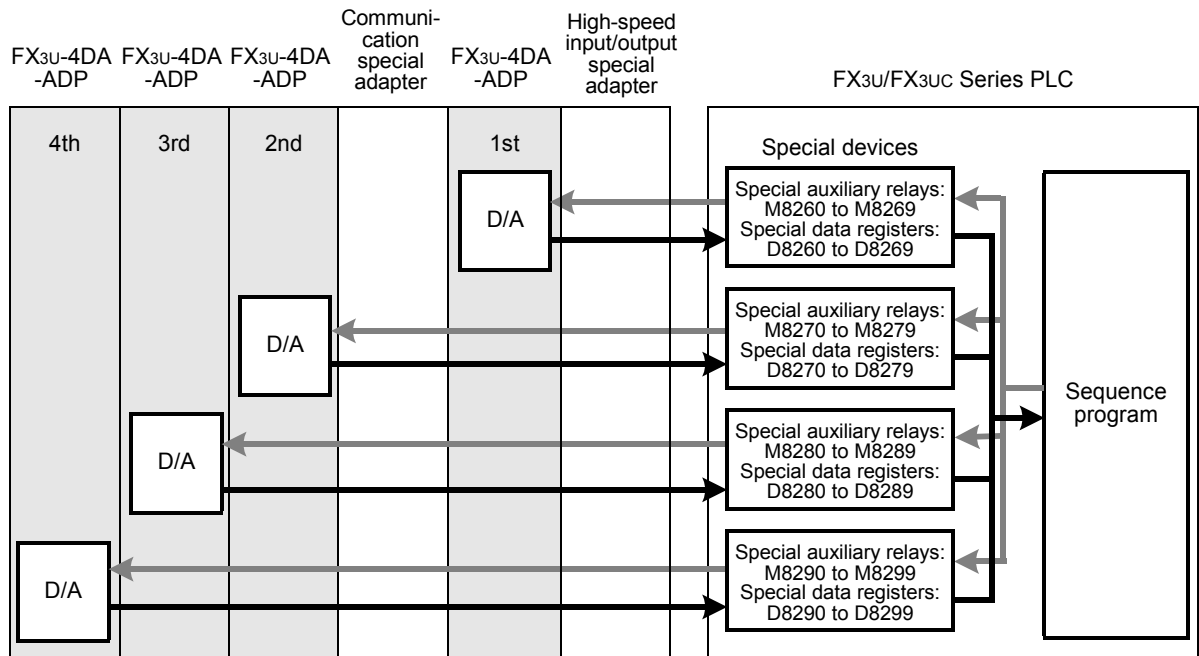 FX3U-4DA
-ADP
FX3U-4DA
-ADP
FX3U-4DA
-ADP
Communi-
cation
special
adapter
FX3U-4DA
-ADP
High-speed
input/output
special
adapter
FX3U/FX3UC Series PLC
4th
3rd
2nd
1st
Special devices
D/A
Special auxiliary relays:
M8260 to M8269
Special data registers:
D8260 to D8269
D/A
Special auxiliary relays:
M8270 to M8279
Special data registers:
D8270 to D8279
Sequence
program
D/A
Special auxiliary relays:
M8280 to M8289
Special data registers:
D8280 to D8289
D/A
Special auxiliary relays:
M8290 to M8299
Special data registers:
D8290 to D8299